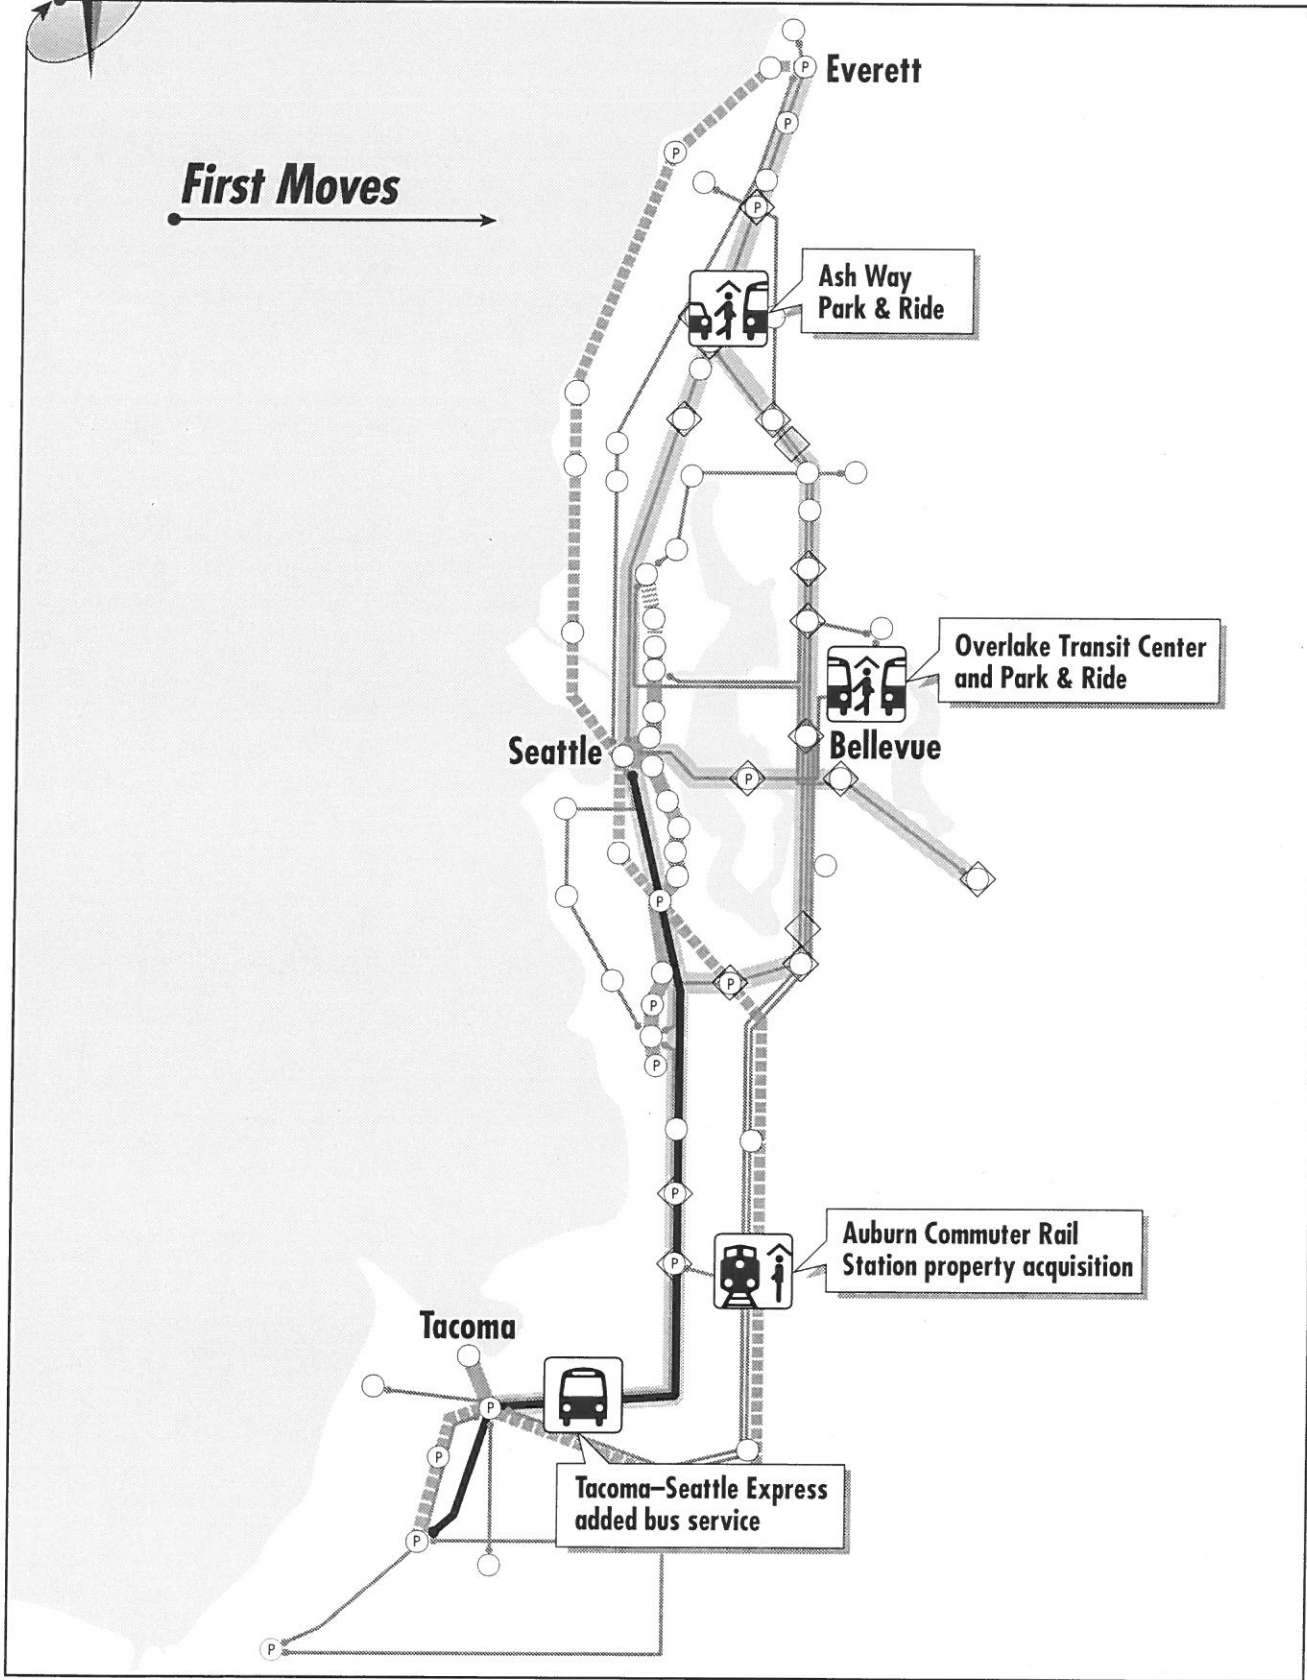 Everett
P
P
P
First Moves
P
Ash Way
Park & Ride
Overlake Transit Center
and Park & Ride
Seattle
Bellevue
P
P
P
P
P
P
P
Auburn Commuter Rail
Station property acquisition
Tacoma
P
P
Tacoma–Seattle Express
added bus service
P
P